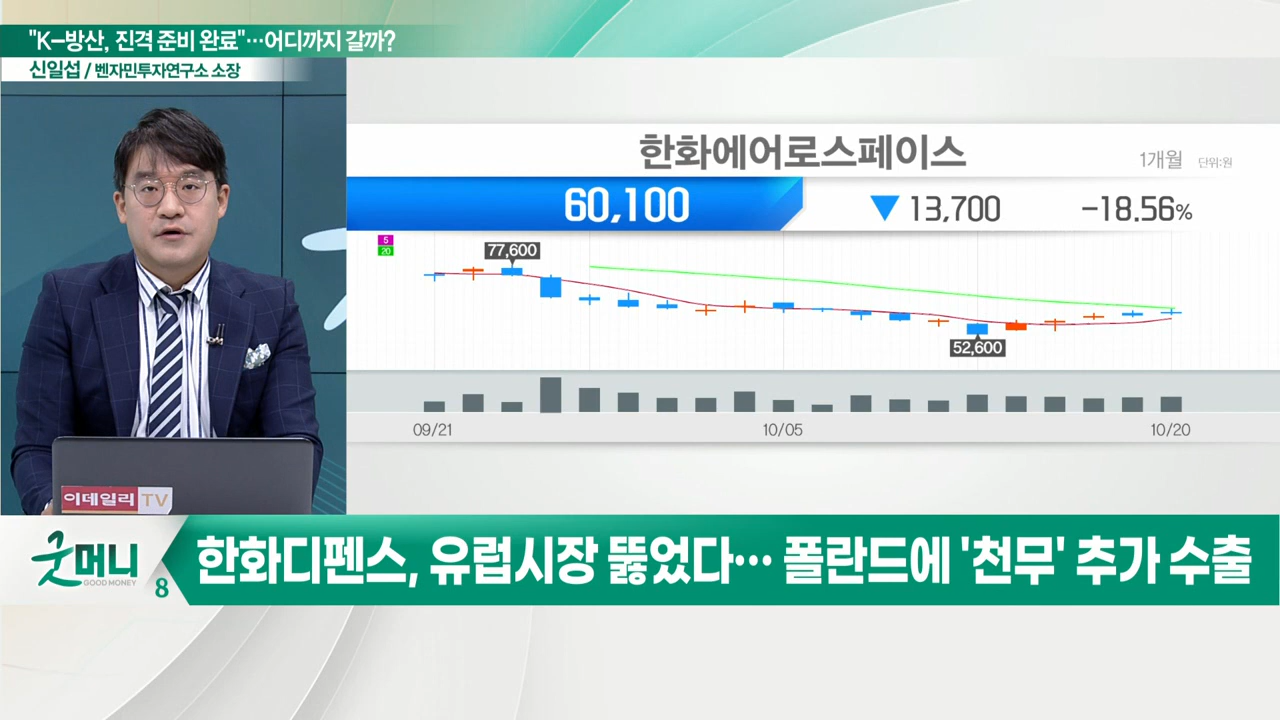 "K-방산, 진격 준비 완료"…어디까지 갈까?
신일섭 / 벤자민투자연구소 소장
한화에어로스페이스
1개월 단위:원
60,100 ▼ 13,700 -18.56%
5
20
77,600
52,600
09/21 10/05 10/20
이데일리 TV
굿머니
GOOD MONEY
8
한화디펜스, 유럽시장 뚫었다… 폴란드에 '천무' 추가 수출